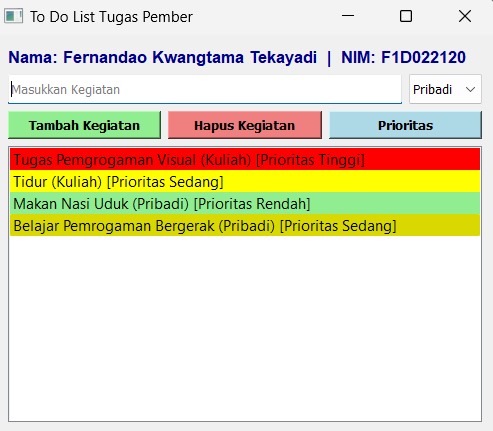 To Do List Tugas Pember
Nama: Fernandao Kwangtama Tekayadi | NIM: F1D022120
Masukkan Kegiatan Pribadi
Tambah Kegiatan Hapus Kegiatan Prioritas
Tugas Pemgrogaman Visual (Kuliah) [Prioritas Tinggi]
Tidur (Kuliah) [Prioritas Sedang]
Makan Nasi Uduk (Pribadi) [Prioritas Rendah]
Belajar Pemrogaman Bergerak (Pribadi) [Prioritas Sedang]